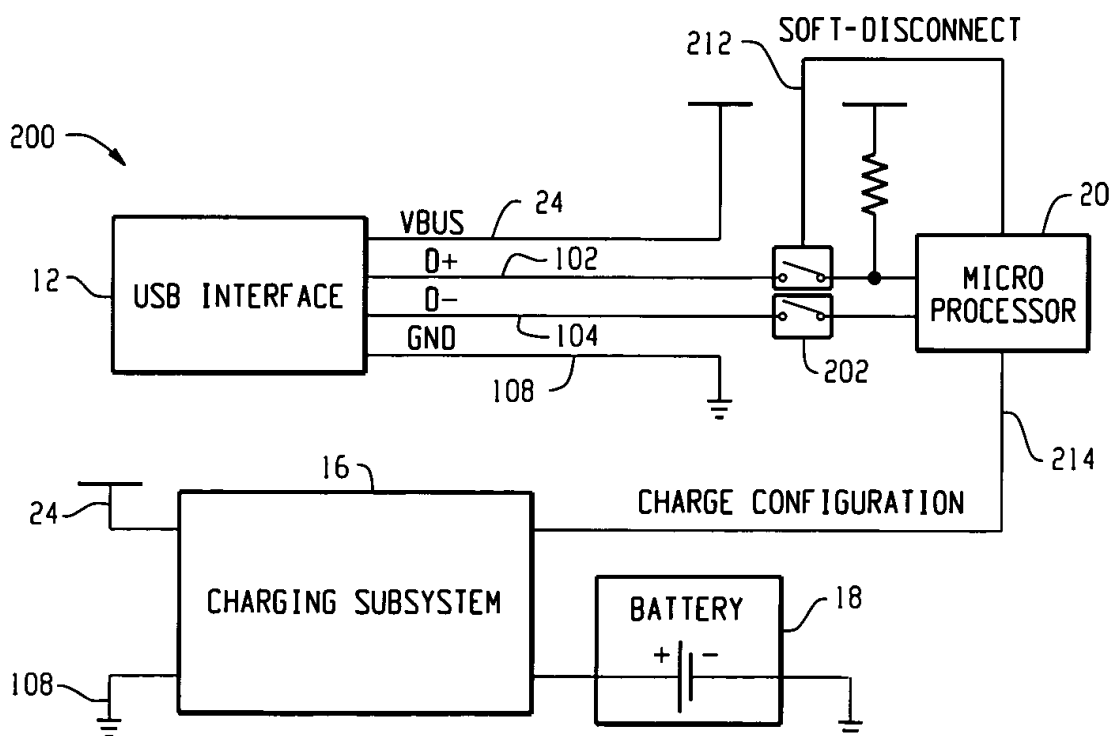 SOFT-DISCONNECT
212
200
VBUS
24
20
D+
102
12
USB INTERFACE
MICRO
PROCESSOR
D-
104
GND
202
108
214
16
24
CHARGE CONFIGURATION
CHARGING SUBSYSTEM
BATTERY
18
+ -
108